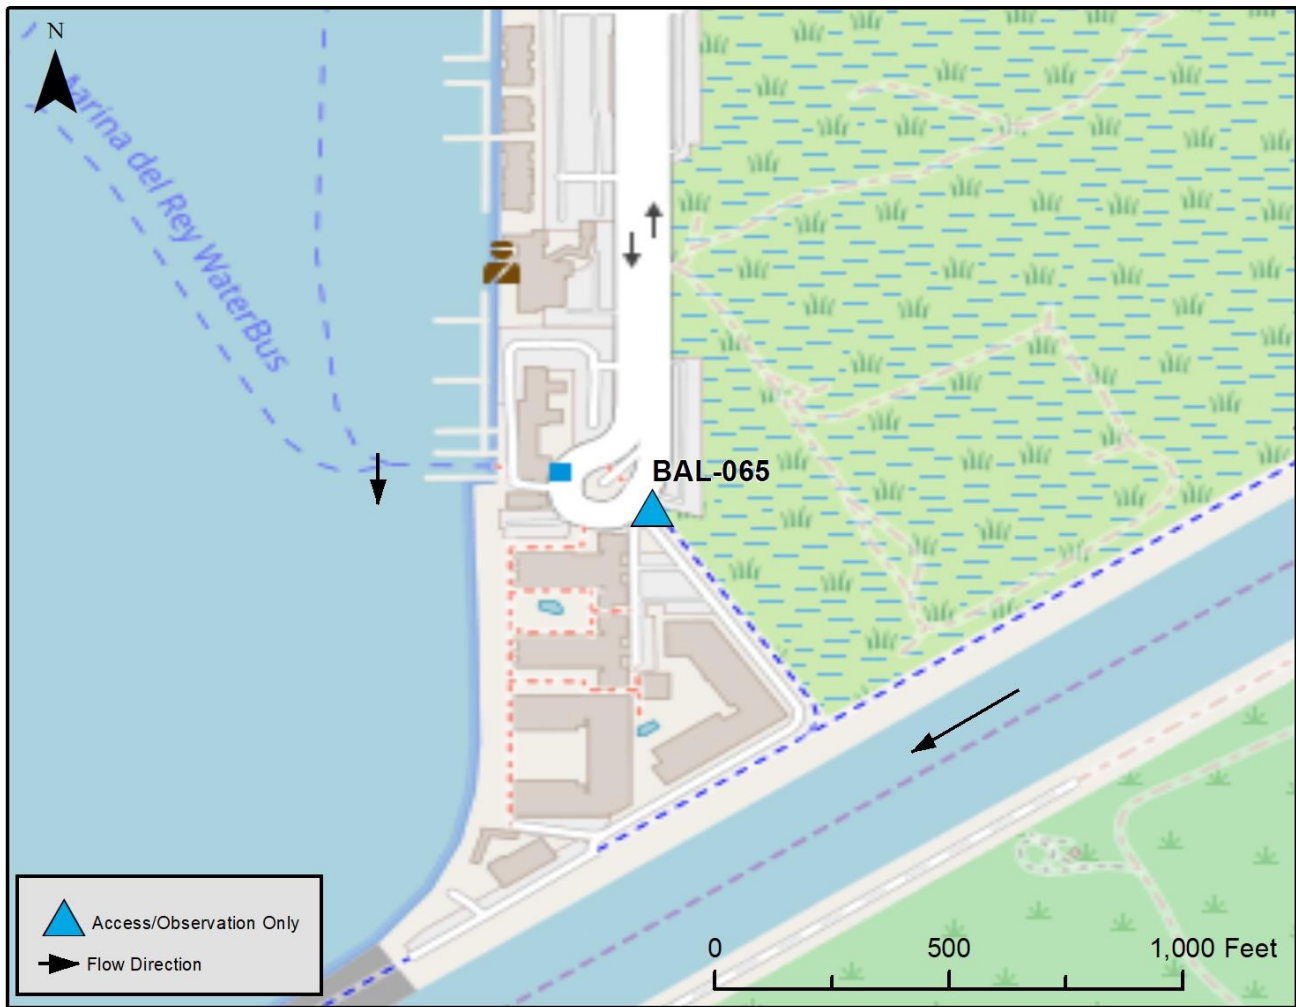 N
Marina del Rey WaterBus
BAL-065
Access/Observation Only
Flow Direction
0 500 1,000 Feet